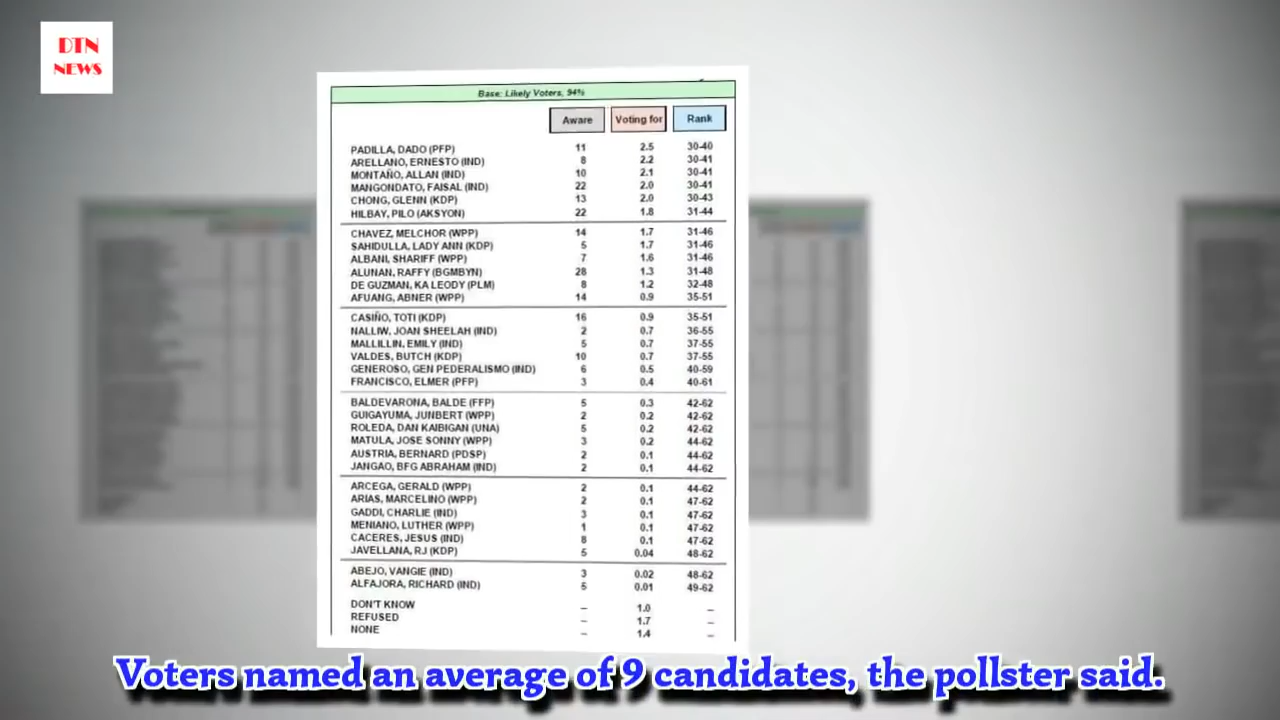 DTN
NEWS
Base: Likely Voters, 94%
Aware Voting for Rank
PADILLA, DADO (PFP) 11 2.5 30-40
ARELLANO, ERNESTO (IND) 8 2.2 30-41
MONTAÑO, ALLAN (IND) 10 2.1 30-41
MANGONDATO, FAISAL (IND) 22 2.0 30-41
CHONG, GLENN (KDP) 13 2.0 30-43
HILBAY, PILO (AKSYON) 22 1.8 31-44
CHAVEZ, MELCHOR (WPP) 14 1.7 31-46
SAHIDULLA, LADY ANN (KDP) 5 1.7 31-46
ALBANI, SHARIFF (WPP) 7 1.6 31-46
ALUNAN, RAFFY (BGMBYN) 28 1.3 31-48
DE GUZMAN, KA LEODY (PLM) 8 1.2 32-48
AFUANG, ABNER (WPP) 14 0.9 35-51
CASIÑO, TOTI (KDP) 16 0.9 35-51
NALLIW, JOAN SHEELAH (IND) 2 0.7 36-55
MALLILLIN, EMILY (IND) 5 0.7 37-55
VALDES, BUTCH (KDP) 10 0.7 37-55
GENEROSO, GEN PEDERALISMO (IND) 6 0.5 40-59
FRANCISCO, ELMER (PFP) 3 0.4 40-61
BALDEVARONA, BALDE (FFP) 5 0.3 42-62
GUIGAYUMA, JUNBERT (WPP) 2 0.2 42-62
ROLEDA, DAN KAIBIGAN (UNA) 5 0.2 42-62
MATULA, JOSE SONNY (WPP) 3 0.2 44-62
AUSTRIA, BERNARD (PDSP) 2 0.1 44-62
JANGAO, BFG ABRAHAM (IND) 2 0.1 44-62
ARCEGA, GERALD (WPP) 2 0.1 44-62
ARIAS, MARCELINO (WPP) 2 0.1 47-62
GADDI, CHARLIE (IND) 3 0.1 47-62
MENIANO, LUTHER (WPP) 1 0.1 47-62
CACERES, JESUS (IND) 8 0.1 47-62
JAVELLANA, RJ (KDP) 5 0.04 48-62
ABEJO, VANGIE (IND) 3 0.02 48-62
ALFAJORA, RICHARD (IND) 5 0.01 49-62
DON'T KNOW – 1.0 –
REFUSED – 1.7 –
NONE – 1.4 –
Voters named an average of 9 candidates, the pollster said.